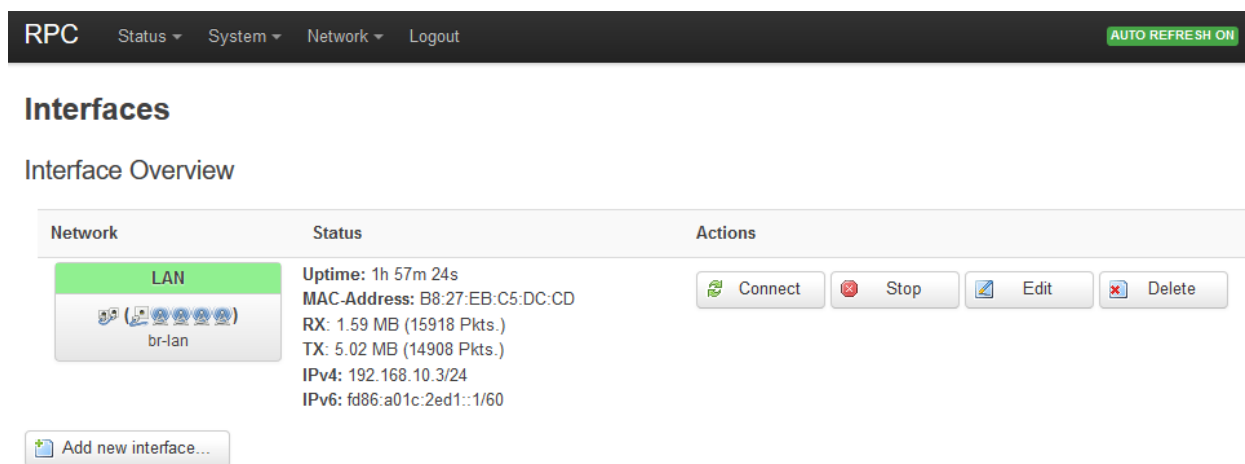 RPC Status System Network Logout AUTO REFRESH ON
Interfaces
Interface Overview
Network Status Actions
LAN
br-lan
Uptime: 1h 57m 24s
MAC-Address: B8:27:EB:C5:DC:CD
RX: 1.59 MB (15918 Pkts.)
TX: 5.02 MB (14908 Pkts.)
IPv4: 192.168.10.3/24
IPv6: fd86:a01c:2ed1::1/60
Connect Stop Edit Delete
Add new interface...